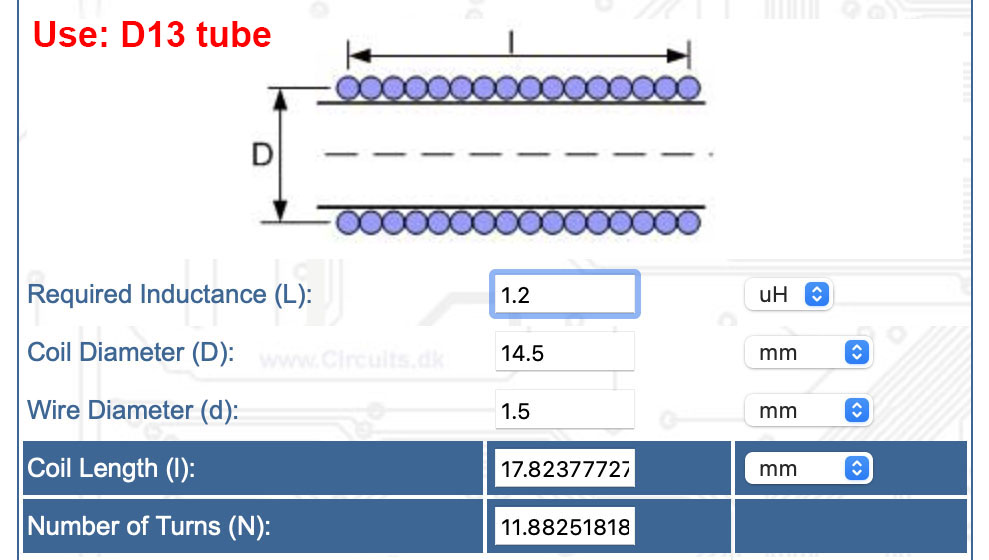 Use: D13 tube
l
D
Required Inductance (L): 1.2 uH
www.Circuits.dk
Coil Diameter (D): 14.5 mm
Wire Diameter (d): 1.5 mm
Coil Length (l): 17.82377727 mm
Number of Turns (N): 11.88251818